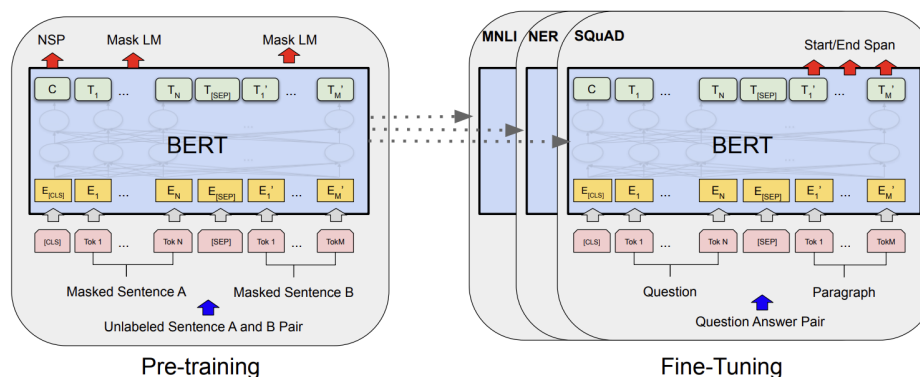 NSP Mask LM Mask LM
C T1 ... TN T[SEP] T1' ... TM'
BERT
E[CLS] E1 ... EN E[SEP] E1' ... EM'
[CLS] Tok 1 ... Tok N [SEP] Tok 1 ... TokM
Masked Sentence A Masked Sentence B
Unlabeled Sentence A and B Pair
Pre-training
MNLI NER SQuAD
Start/End Span
C T1 ... TN T[SEP] T1' ... TM'
BERT
E[CLS] E1 ... EN E[SEP] E1' ... EM'
[CLS] Tok 1 ... Tok N [SEP] Tok 1 ... TokM
Question Paragraph
Question Answer Pair
Fine-Tuning